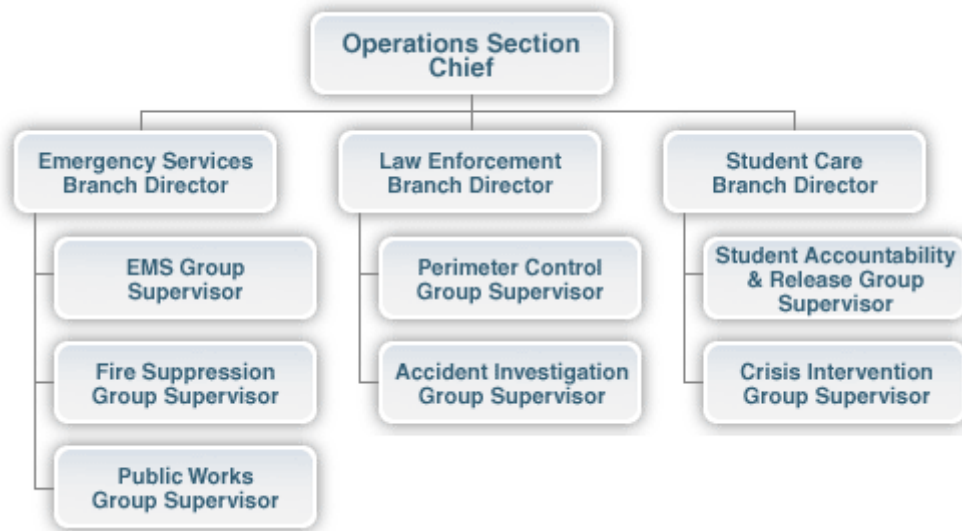 Operations Section
Chief
Emergency Services
Branch Director
Law Enforcement
Branch Director
Student Care
Branch Director
EMS Group
Supervisor
Perimeter Control
Group Supervisor
Student Accountability
& Release Group
Supervisor
Fire Suppression
Group Supervisor
Accident Investigation
Group Supervisor
Crisis Intervention
Group Supervisor
Public Works
Group Supervisor